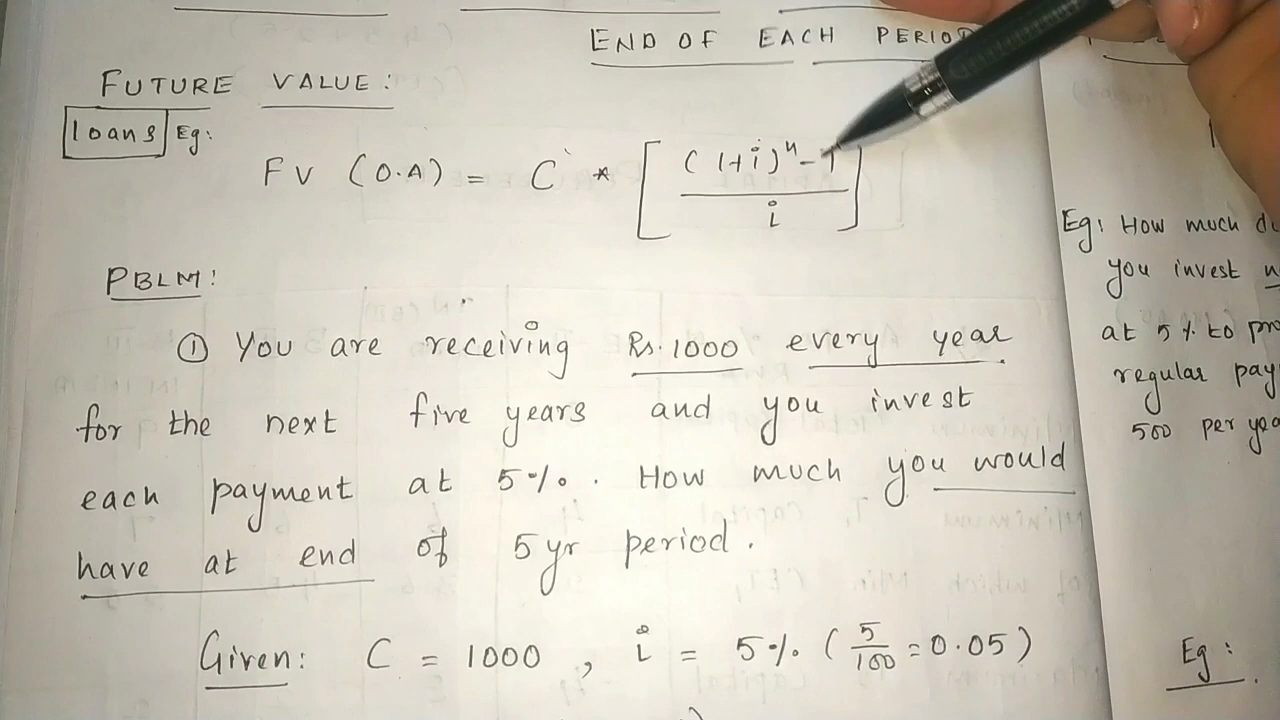 END OF EACH PERIOD
FUTURE VALUE:
loans Eg:
FV (O.A) = C * [ (1+i)^n - 1 / i ]
PBLM:
① You are receiving Rs.1000 every year
for the next five years and you invest
each payment at 5%. How much you would
have at end of 5 yr period.
Given: C = 1000, i = 5% (5/100 = 0.05)
Eg: How much
you invest
at 5% to
regular
500 per
Eg: